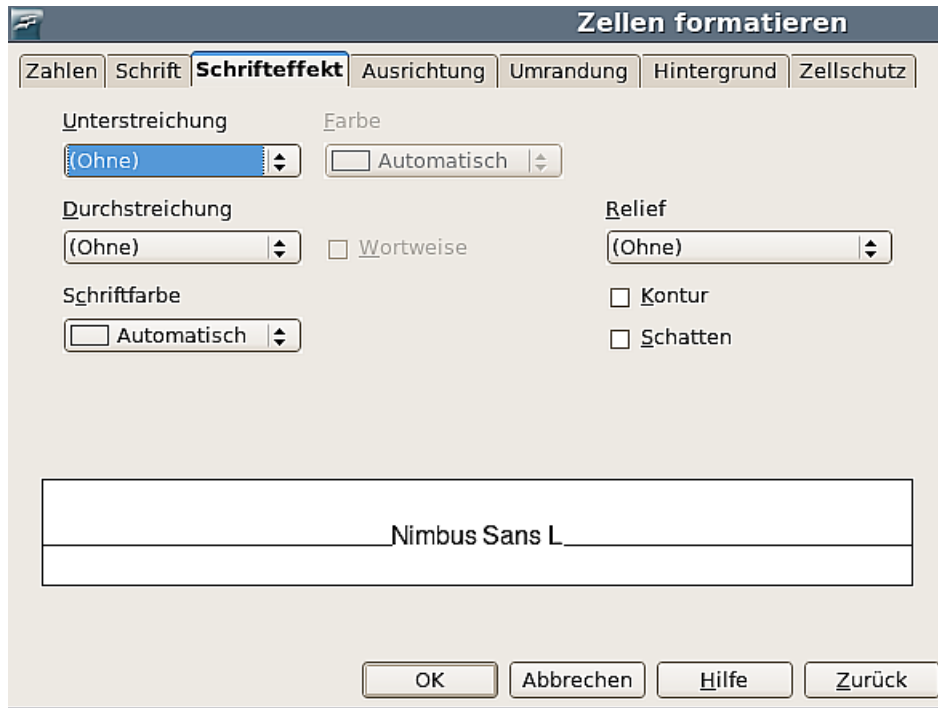 Zellen formatieren
Zahlen Schrift Schrifteffekt Ausrichtung Umrandung Hintergrund Zellschutz
Unterstreichung Farbe
(Ohne) Automatisch
Durchstreichung Relief
(Ohne) Wortweise (Ohne)
Schriftfarbe Kontur
Automatisch Schatten
Nimbus Sans L
OK Abbrechen Hilfe Zurück